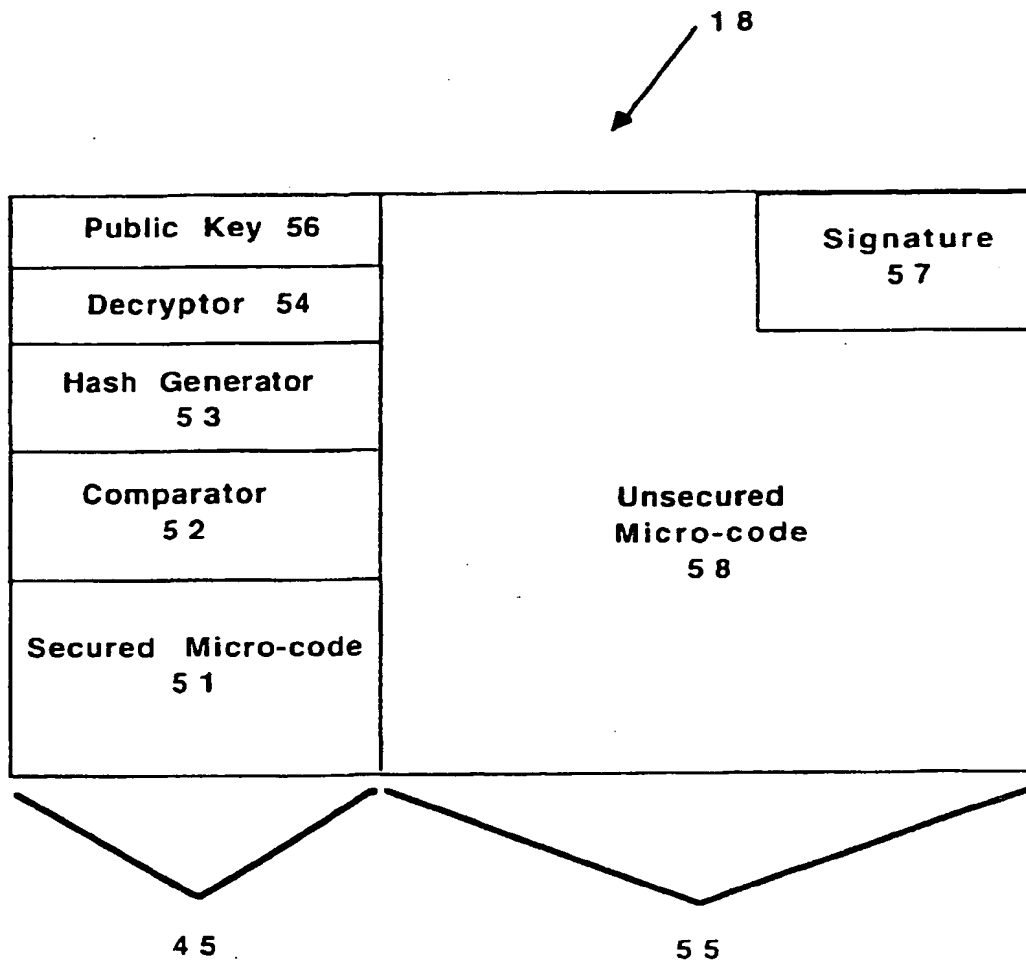 18
Public Key 56
Decryptor 54
Hash Generator
53
Comparator
52
Secured Micro-code
51
Signature
57
Unsecured
Micro-code
58
45
55